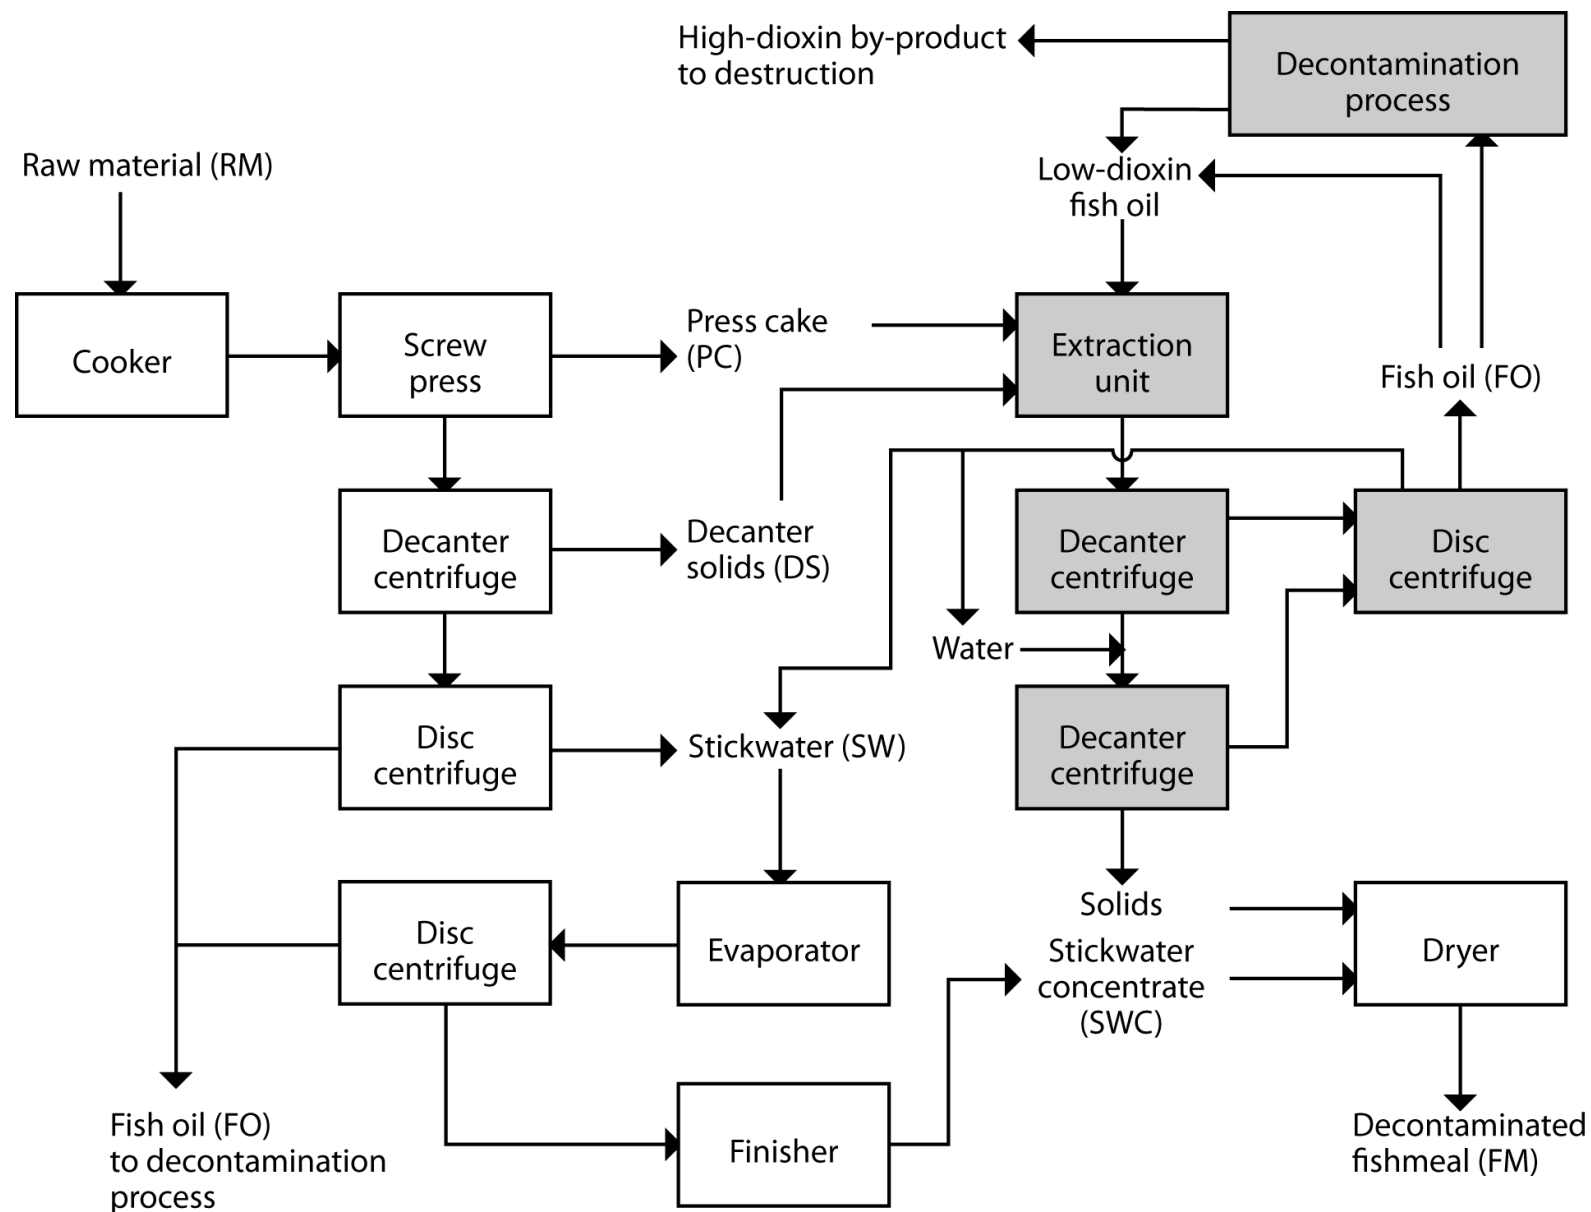 High-dioxin by-product
to destruction
Decontamination
process
Raw material (RM)
Low-dioxin
fish oil
Cooker
Screw
press
Press cake
(PC)
Extraction
unit
Fish oil (FO)
Decanter
centrifuge
Decanter
solids (DS)
Decanter
centrifuge
Disc
centrifuge
Water
Disc
centrifuge
Stickwater (SW)
Decanter
centrifuge
Disc
centrifuge
Evaporator
Solids
Stickwater
concentrate
(SWC)
Dryer
Fish oil (FO)
to decontamination
process
Finisher
Decontaminated
fishmeal (FM)